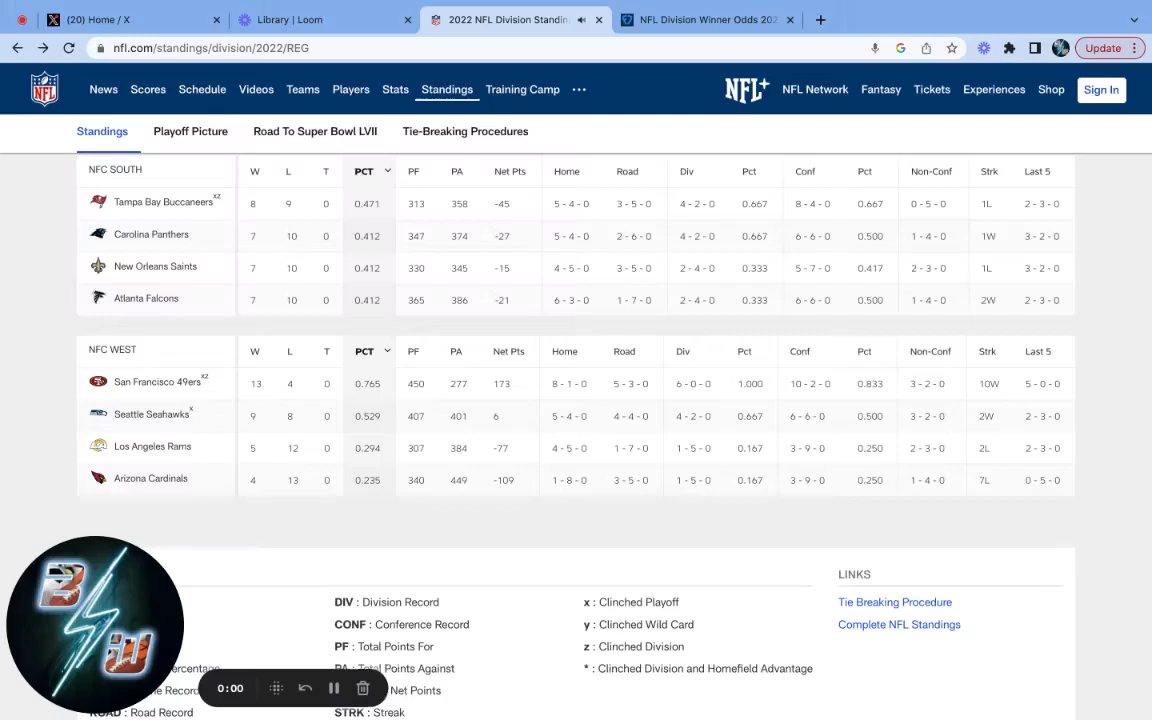 (20) Home / X
Library | Loom
2022 NFL Division Standin
NFL Division Winner Odds 202
nfl.com/standings/division/2022/REG
Update
NFL
News Scores Schedule Videos Teams Players Stats Standings Training Camp ...
NFL+ NFL Network Fantasy Tickets Experiences Shop Sign In
Standings Playoff Picture Road To Super Bowl LVII Tie-Breaking Procedures
NFC SOUTH W L T PCT PF PA Net Pts Home Road Div Pct Conf Pct Non-Conf Strk Last 5
Tampa Bay Buccaneers xz 8 9 0 0.471 313 358 -45 5 - 4 - 0 3 - 5 - 0 4 - 2 - 0 0.667 8 - 4 - 0 0.667 0 - 5 - 0 1L 2 - 3 - 0
Carolina Panthers 7 10 0 0.412 347 374 -27 5 - 4 - 0 2 - 6 - 0 4 - 2 - 0 0.667 6 - 6 - 0 0.500 1 - 4 - 0 1W 3 - 2 - 0
New Orleans Saints 7 10 0 0.412 330 345 -15 4 - 5 - 0 3 - 5 - 0 2 - 4 - 0 0.333 5 - 7 - 0 0.417 2 - 3 - 0 1L 3 - 2 - 0
Atlanta Falcons 7 10 0 0.412 365 386 -21 6 - 3 - 0 1 - 7 - 0 2 - 4 - 0 0.333 6 - 6 - 0 0.500 1 - 4 - 0 2W 2 - 3 - 0
NFC WEST W L T PCT PF PA Net Pts Home Road Div Pct Conf Pct Non-Conf Strk Last 5
San Francisco 49ers xz 13 4 0 0.765 450 277 173 8 - 1 - 0 5 - 3 - 0 6 - 0 - 0 1.000 10 - 2 - 0 0.833 3 - 2 - 0 10W 5 - 0 - 0
Seattle Seahawks x 9 8 0 0.529 407 401 6 5 - 4 - 0 4 - 4 - 0 4 - 2 - 0 0.667 6 - 6 - 0 0.500 3 - 2 - 0 2W 2 - 3 - 0
Los Angeles Rams 5 12 0 0.294 307 384 -77 4 - 5 - 0 1 - 7 - 0 1 - 5 - 0 0.167 3 - 9 - 0 0.250 2 - 3 - 0 2L 2 - 3 - 0
Arizona Cardinals 4 13 0 0.235 340 449 -109 1 - 8 - 0 3 - 5 - 0 1 - 5 - 0 0.167 3 - 9 - 0 0.250 1 - 4 - 0 7L 0 - 5 - 0
LINKS
DIV : Division Record x : Clinched Playoff Tie Breaking Procedure
CONF : Conference Record y : Clinched Wild Card Complete NFL Standings
PF : Total Points For z : Clinched Division
PA : Total Points Against * : Clinched Division and Homefield Advantage
Net Points
STRK : Streak
ROAD : Road Record
B
W
0:00